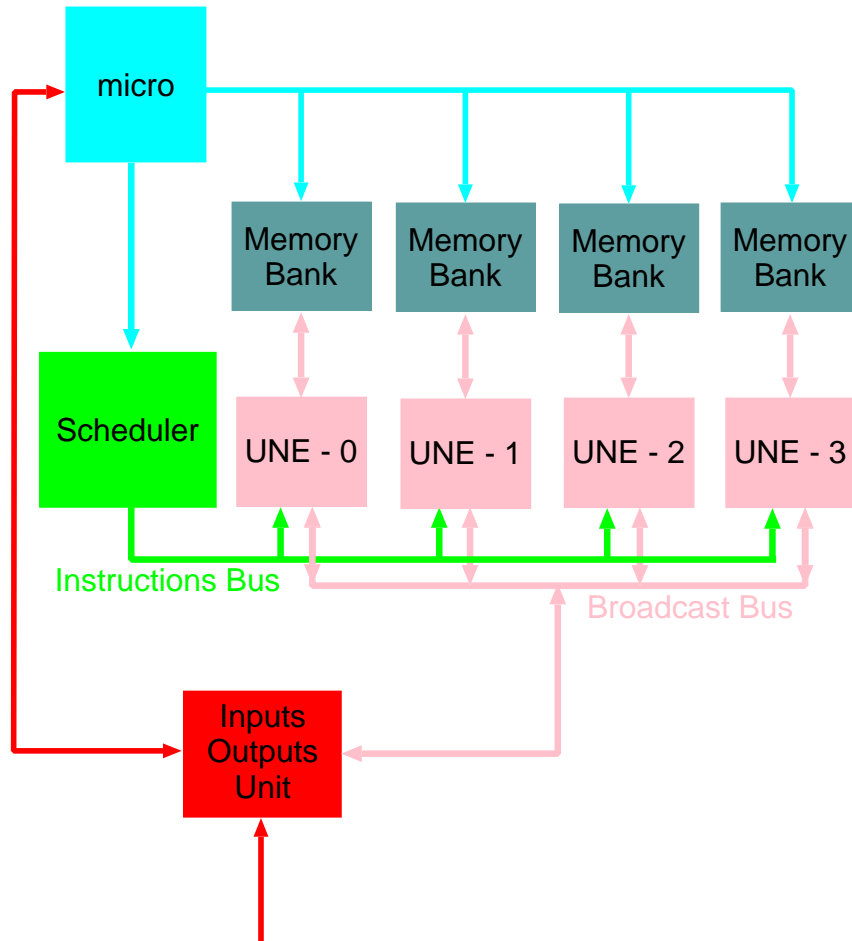 micro
Memory
Bank
Memory
Bank
Memory
Bank
Memory
Bank
Scheduler
UNE - 0
UNE - 1
UNE - 2
UNE - 3
Instructions Bus
Broadcast Bus
Inputs
Outputs
Unit